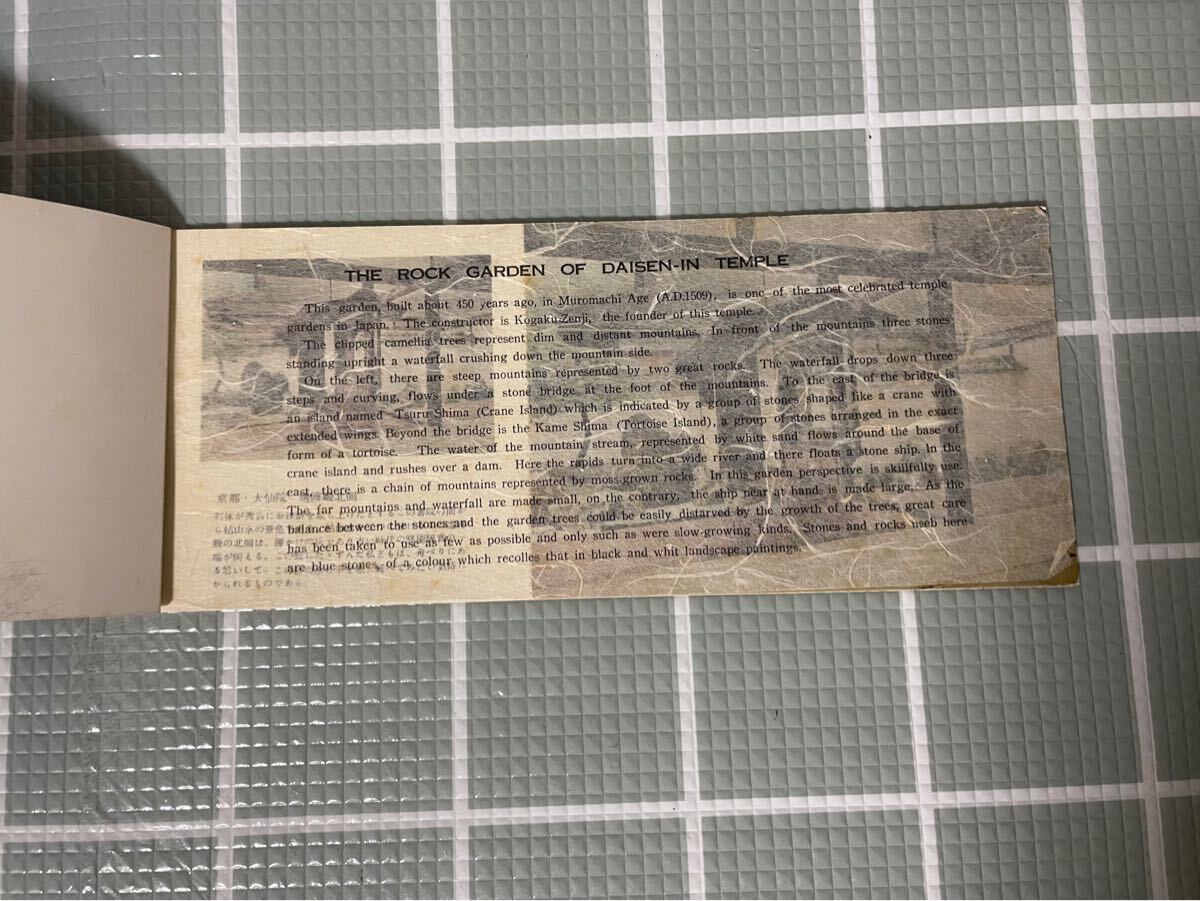 THE ROCK GARDEN OF DAISEN-IN TEMPLE
This garden, built about 450 years ago, in Muromachi Age (A.D.1509), is one of the most celebrated temple
gardens in Japan. The constructor is Kogaku-Zenji, the founder of this temple.
The clipped camellia trees represent dim and distant mountains. In front of the mountains three stones
standing upright a waterfall crushing down the mountain side.
On the left, there are steep mountains represented by two great rocks. The waterfall drops down three
steps and curving, flows under a stone bridge at the foot of the mountains. To the east of the bridge is
an island named Tsuru Shima (Crane Island) which is indicated by a group of stones shaped like a crane with
extended wings. Beyond the bridge is the Kame Shima (Tortoise Island), a group of stones arranged in the exact
form of a tortoise. The water of the mountain stream, represented by white sand flows around the base of
crane island and rushes over a dam. Here the rapids turn into a wide river and there floats a stone ship. In the
east, there is a chain of mountains represented by moss-grown rocks. In this garden perspective is skillfully use.
The far mountains and waterfall are made small, on the contrary, the ship near at hand is made large. As the
balance between the stones and the garden trees could be easily distarved by the growth of the trees, great care
has been taken to use as few as possible and only such as were slow-growing kinds. Stones and rocks useb here
are blue stones, of a colour which recolles that in black and whit landscape paintings.
京都・大仙院
かられるものである